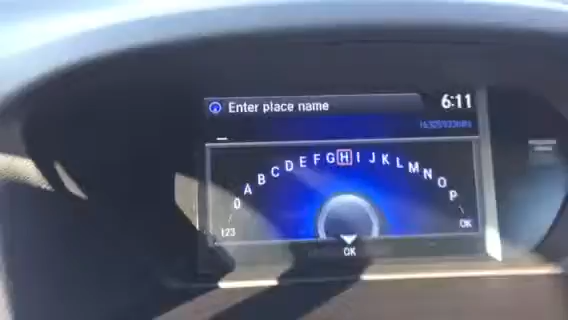 Enter place name
6:11
_
0 A B C D E F G H I J K L M N O P
123
OK
OK